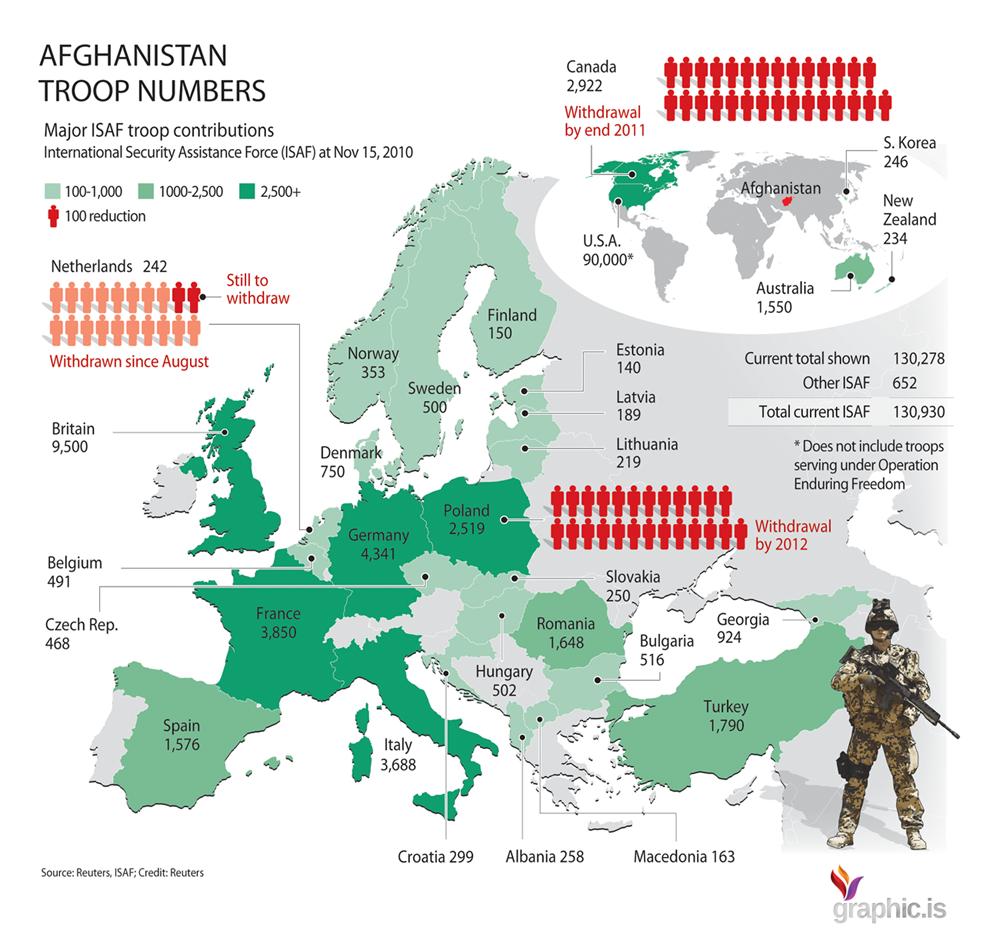 AFGHANISTAN
TROOP NUMBERS
Major ISAF troop contributions
International Security Assistance Force (ISAF) at Nov 15, 2010
100-1,000
1000-2,500
2,500+
100 reduction
Canada
2,922
Withdrawal
by end 2011
S. Korea
246
Afghanistan
New
Zealand
234
U.S.A.
90,000*
Australia
1,550
Netherlands 242
Still to
withdraw
Withdrawn since August
Finland
150
Norway
353
Sweden
500
Estonia
140
Latvia
189
Lithuania
219
Current total shown 130,278
Other ISAF 652
Total current ISAF 130,930
* Does not include troops
serving under Operation
Enduring Freedom
Britain
9,500
Denmark
750
Poland
2,519
Withdrawal
by 2012
Germany
4,341
Belgium
491
Czech Rep.
468
Slovakia
250
France
3,850
Romania
1,648
Georgia
924
Bulgaria
516
Hungary
502
Spain
1,576
Italy
3,688
Turkey
1,790
Croatia 299
Albania 258
Macedonia 163
Source: Reuters, ISAF; Credit: Reuters
graphic.is